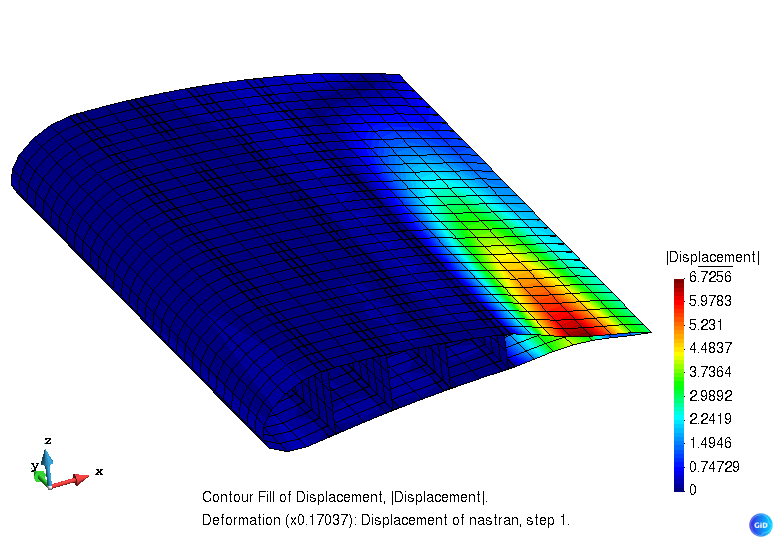 |Displacement|
6.7256
5.9783
5.231
4.4837
3.7364
2.9892
2.2419
1.4946
0.74729
0
z
y
x
Contour Fill of Displacement, |Displacement|.
Deformation (x0.17037): Displacement of nastran, step 1.
GiD